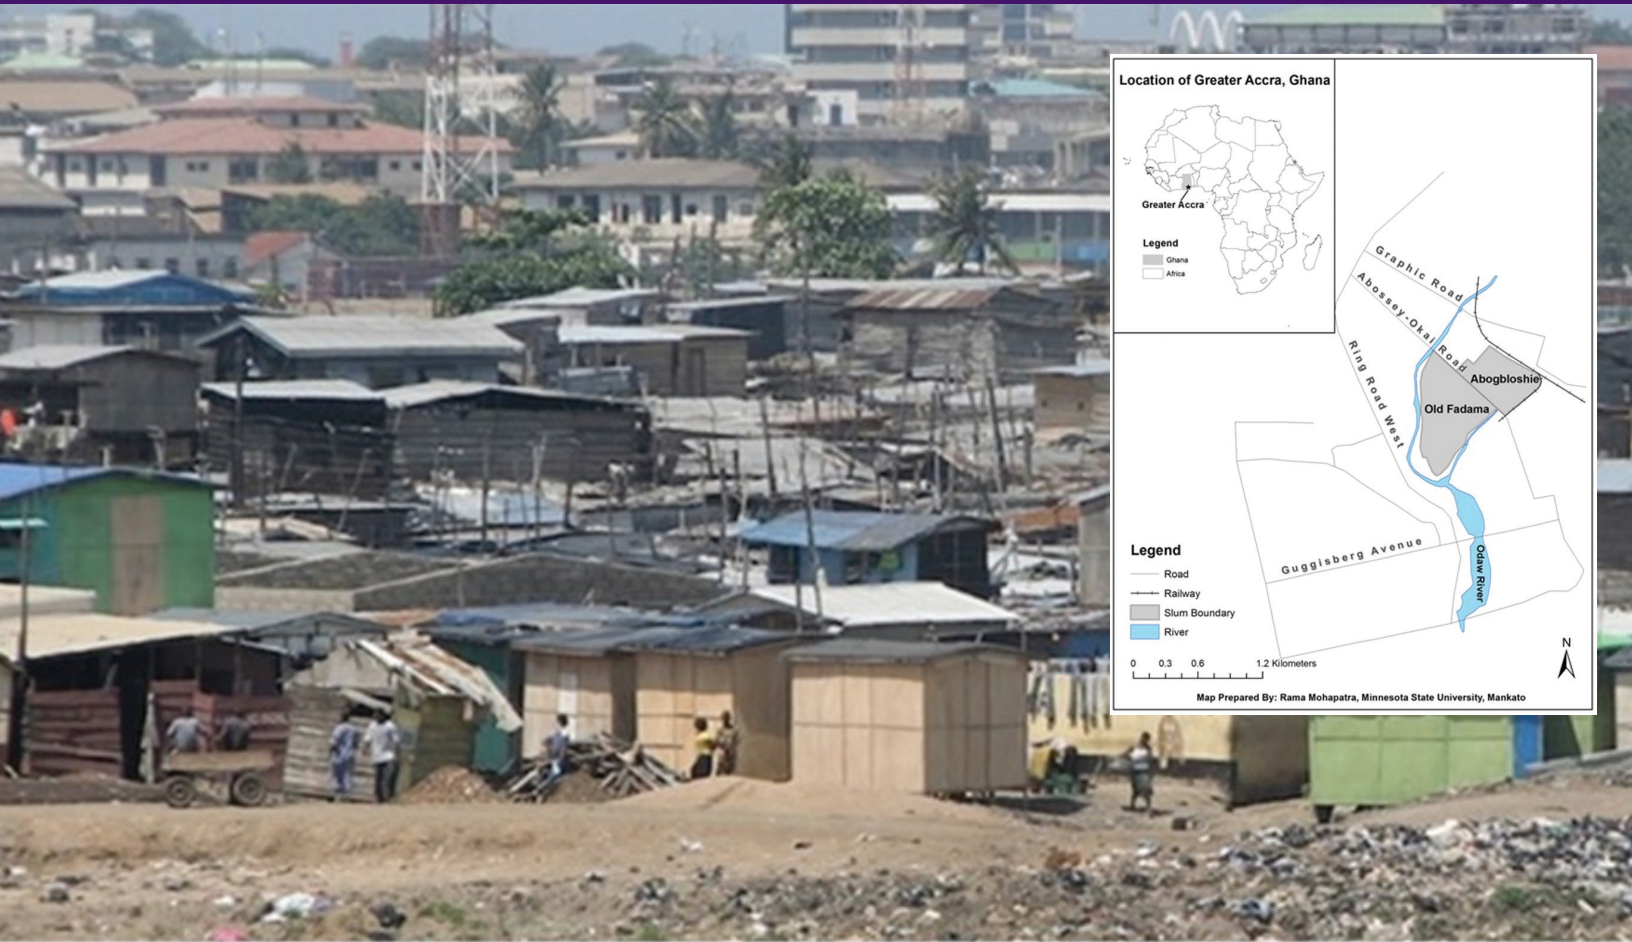 Location of Greater Accra, Ghana
Greater Accra
Legend
Ghana
Africa
Graphic Road
Abossey-Okai Road
Ring Road West
Abogbloshie
Old Fadama
Guggisberg Avenue
Odaw River
Legend
Road
Railway
Slum Boundary
River
N
0 0.3 0.6 1.2 Kilometers
Map Prepared By: Rama Mohapatra, Minnesota State University, Mankato